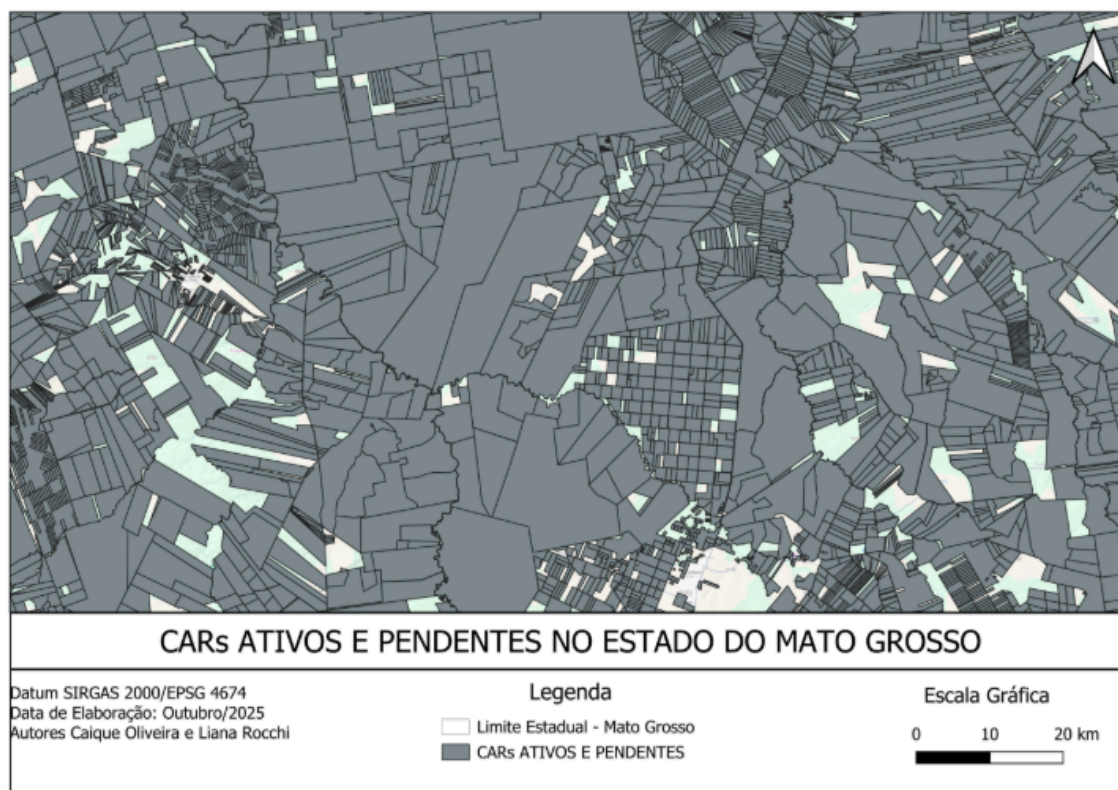 CARs ATIVOS E PENDENTES NO ESTADO DO MATO GROSSO
Datum SIRGAS 2000/EPSG 4674
Data de Elaboração: Outubro/2025
Autores Caique Oliveira e Liana Rocchi
Legenda
Limite Estadual - Mato Grosso
CARs ATIVOS E PENDENTES
Escala Gráfica
0 10 20 km